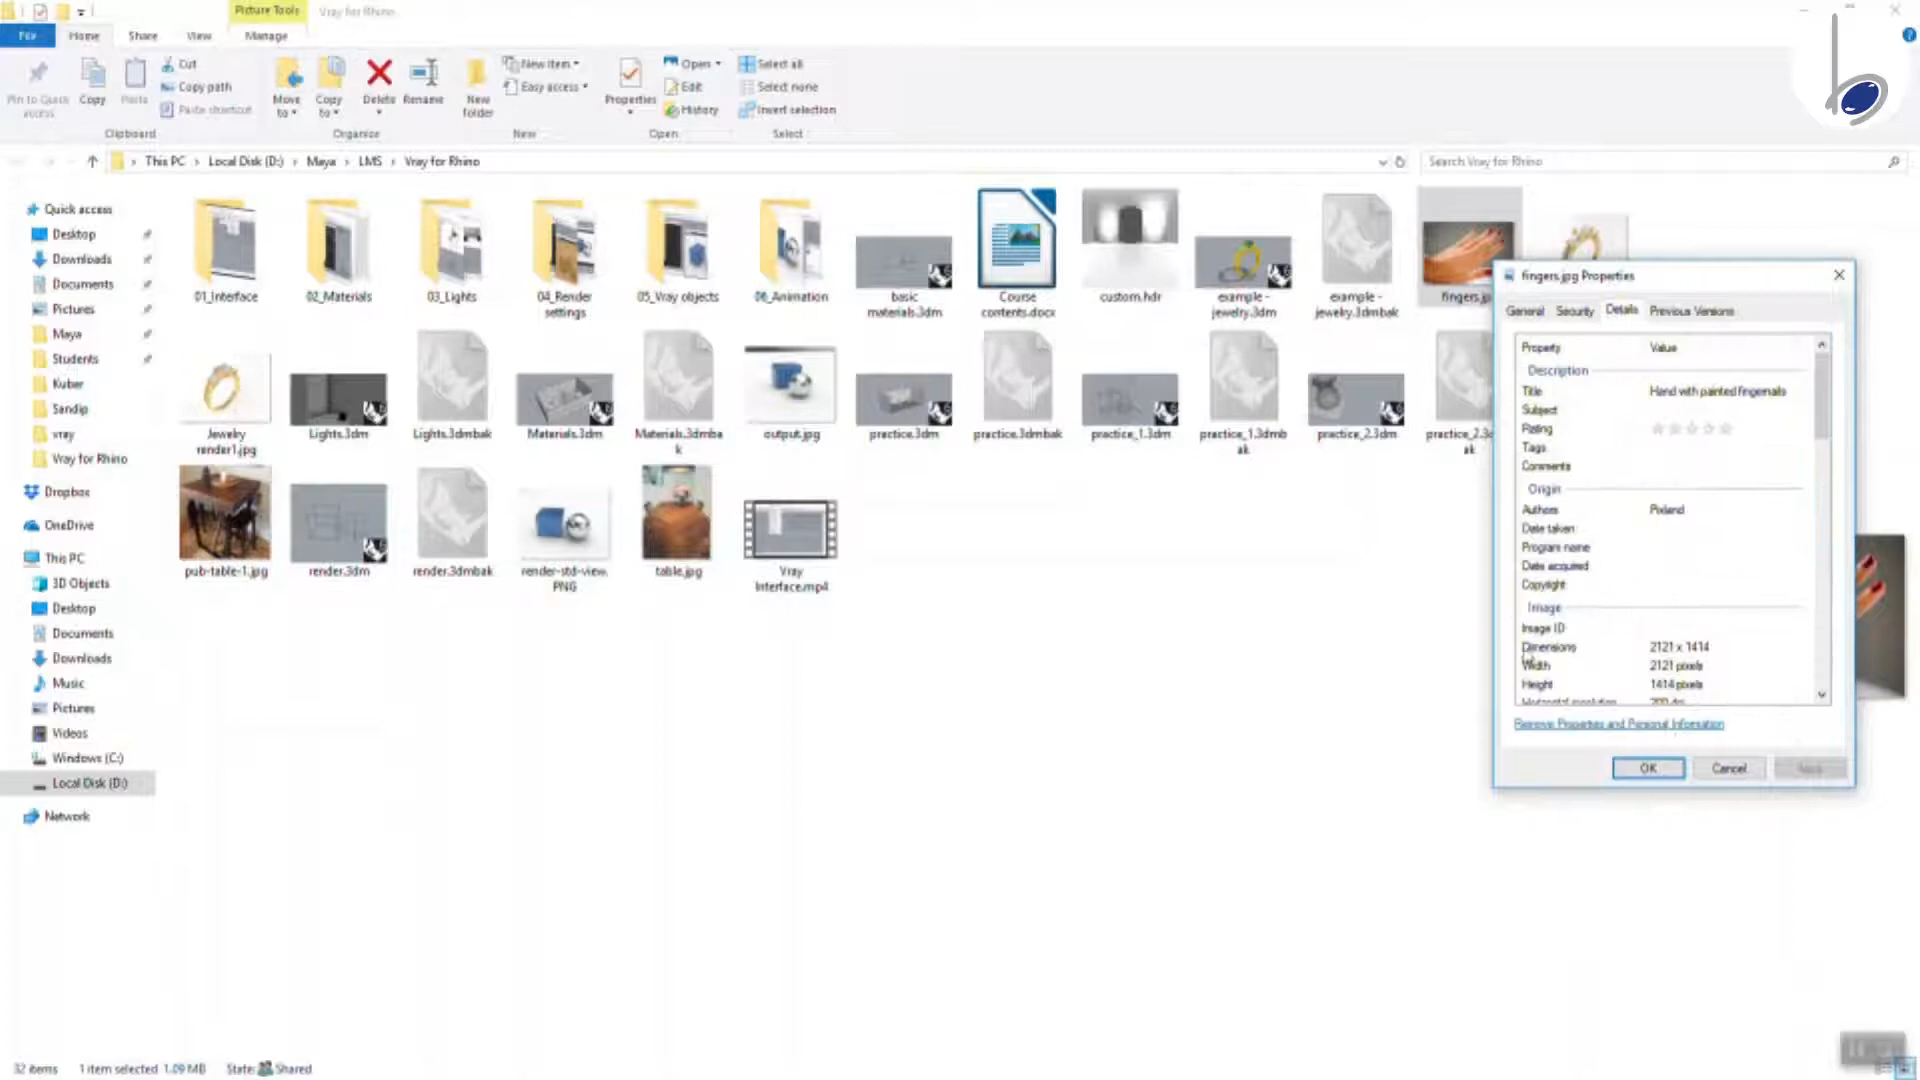 Picture Tools
Vray for Rhino
File
Home
Share
View
Manage
Pin to Quick access
Copy
Paste
Cut
Copy path
Paste shortcut
Move to
Copy to
Delete
Rename
New folder
New item
Easy access
Properties
Open
Edit
History
Select all
Select none
Invert selection
Clipboard
Organise
New
Open
Select
This PC
Local Disk (D:)
Maya
LMS
Vray for Rhino
Search Vray for Rhino
Quick access
Desktop
Downloads
Documents
Pictures
Maya
Students
Kuber
Sandip
vray
Vray for Rhino
Dropbox
OneDrive
This PC
3D Objects
Desktop
Documents
Downloads
Music
Pictures
Videos
Windows (C:)
Local Disk (D:)
Network
01_Interface
02_Materials
03_Lights
04_Render settings
05_Vray objects
06_Animation
basic materials.3dm
Course contents.docx
custom.hdr
example - jewelry.3dm
example - jewelry.3dmbak
fingers.jp
Jewelry render1.jpg
Lights.3dm
Lights.3dmbak
Materials.3dm
Materials.3dmba
k
output.jpg
practice.3dm
practice.3dmbak
practice_1.3dm
practice_1.3dmb
ak
practice_2.3dm
practice_2.3d
ak
pub-table-1.jpg
render.3dm
render.3dmbak
render-std-view.
PNG
table.jpg
Vray Interface.mp4
fingers.jpg Properties
General
Security
Details
Previous Versions
Property
Value
Description
Title
Hand with painted fingernails
Subject
Rating
Tags
Comments
Origin
Authors
Pixland
Date taken
Program name
Date acquired
Copyright
Image
Image ID
Dimensions
2121 x 1414
Width
2121 pixels
Height
1414 pixels
Horizontal resolution
300 dpi
Remove Properties and Personal Information
OK
Cancel
32 items
1 item selected 1.09 MB
State:
Shared